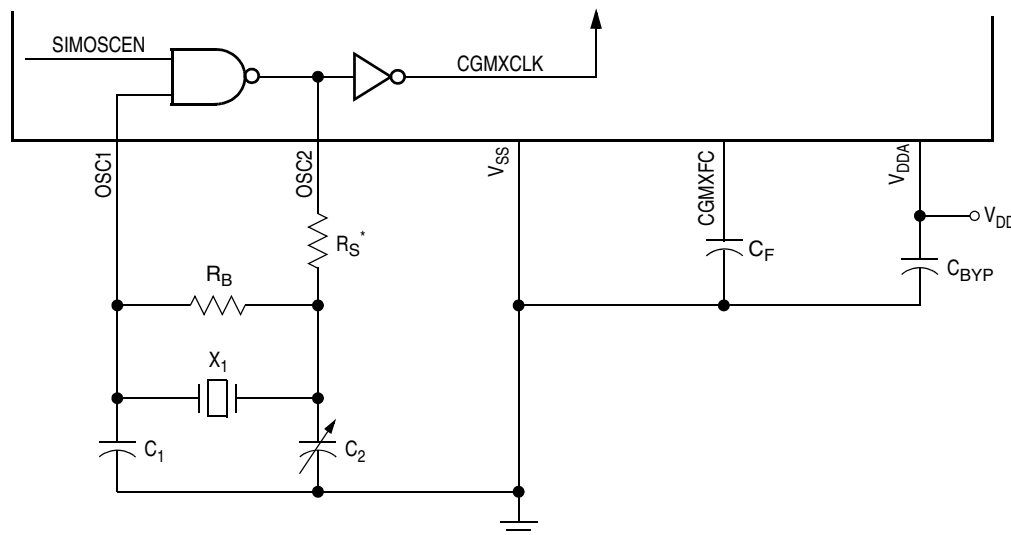 SIMOSCEN
CGMXCLK
OSC1
OSC2
VSS
CGMXFC
VDDA
VDD
RS*
CF
CBYP
RB
X1
C1
C2